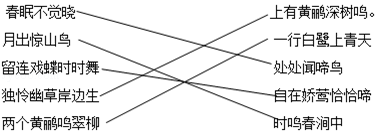 春眠不觉晓 上有黄鹂深树鸣。
月出惊山鸟 一行白鹭上青天
留连戏蝶时时舞 处处闻啼鸟
独怜幽草岸边生 自在娇莺恰恰啼
两个黄鹂鸣翠柳 时鸣春涧中